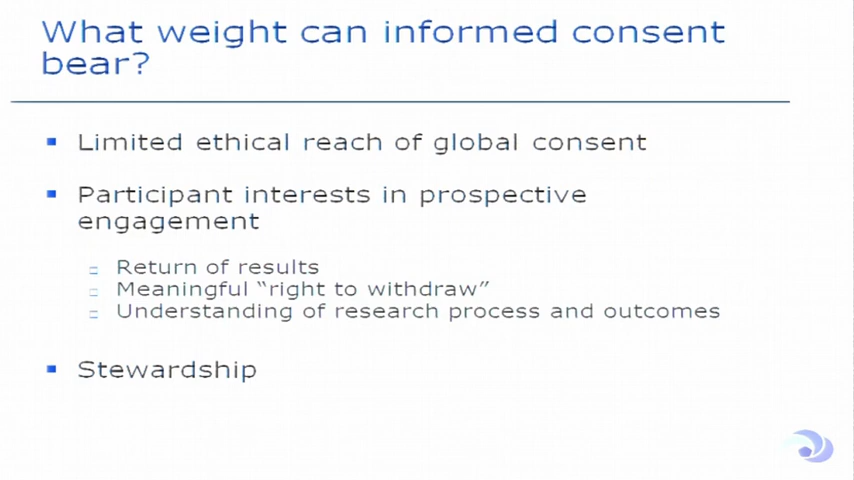 What weight can informed consent
bear?
Limited ethical reach of global consent
Participant interests in prospective
engagement
Return of results
Meaningful “right to withdraw”
Understanding of research process and outcomes
Stewardship